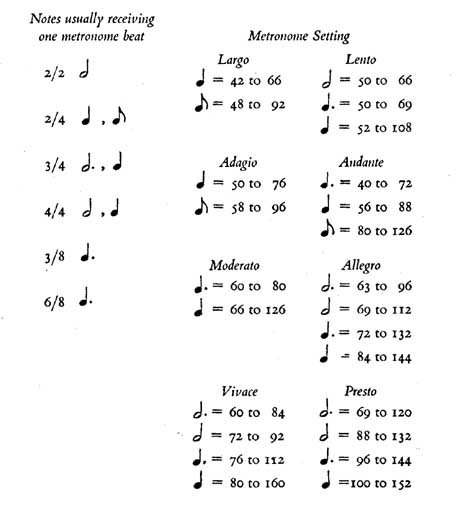 Notes usually receiving
one metronome beat
2/2 𝅗𝅥
2/4 ♩ , ♪
3/4 𝅗𝅥. , ♩
4/4 𝅗𝅥 , ♩
3/8 ♩.
6/8 ♩.
Metronome Setting
Largo
♩ = 42 to 66
♪ = 48 to 92
Lento
𝅗𝅥 = 50 to 66
♩. = 50 to 69
♩ = 52 to 108
Adagio
♩ = 50 to 76
♪ = 58 to 96
Andante
♩. = 40 to 72
♩ = 56 to 88
♪ = 80 to 126
Moderato
♩. = 60 to 80
♩ = 66 to 126
Allegro
𝅗𝅥. = 63 to 96
𝅗𝅥 = 69 to 112
♩. = 72 to 132
♩ = 84 to 144
Vivace
𝅗𝅥. = 60 to 84
𝅗𝅥 = 72 to 92
♩. = 76 to 112
♩ = 80 to 160
Presto
𝅗𝅥. = 69 to 120
𝅗𝅥 = 88 to 132
♩. = 96 to 144
♩ =100 to 152